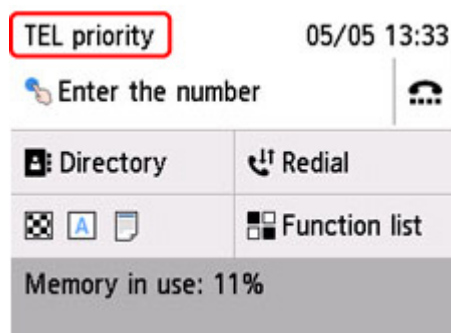 TEL priority 05/05 13:33
Enter the number
Directory Redial
A Function list
Memory in use: 11%